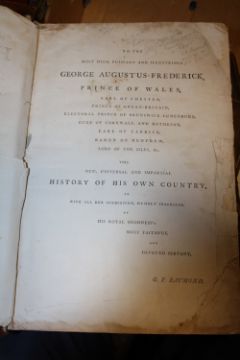 TO THE
MOST HIGH, PUISSANT AND ILLUSTRIOUS,
GEORGE AUGUSTUS-FREDERICK,
PRINCE OF WALES,
EARL OF CHESTER,
PRINCE OF GREAT-BRITAIN,
ELECTORAL PRINCE OF BRUNSWICK-LUNENBURG,
DUKE OF CORNWALL AND ROTHESAY,
EARL OF CARRICK,
BARON OF RENFREW,
LORD OF THE ISLES, &c.
THIS
NEW, UNIVERSAL AND IMPARTIAL
HISTORY OF HIS OWN COUNTRY,
IS
WITH ALL DUE SUBMISSION, HUMBLY INSCRIBED,
BY
HIS ROYAL HIGHNESS's
MOST FAITHFUL,
AND
DEVOTED SERVANT,
G. F. RAYMOND.